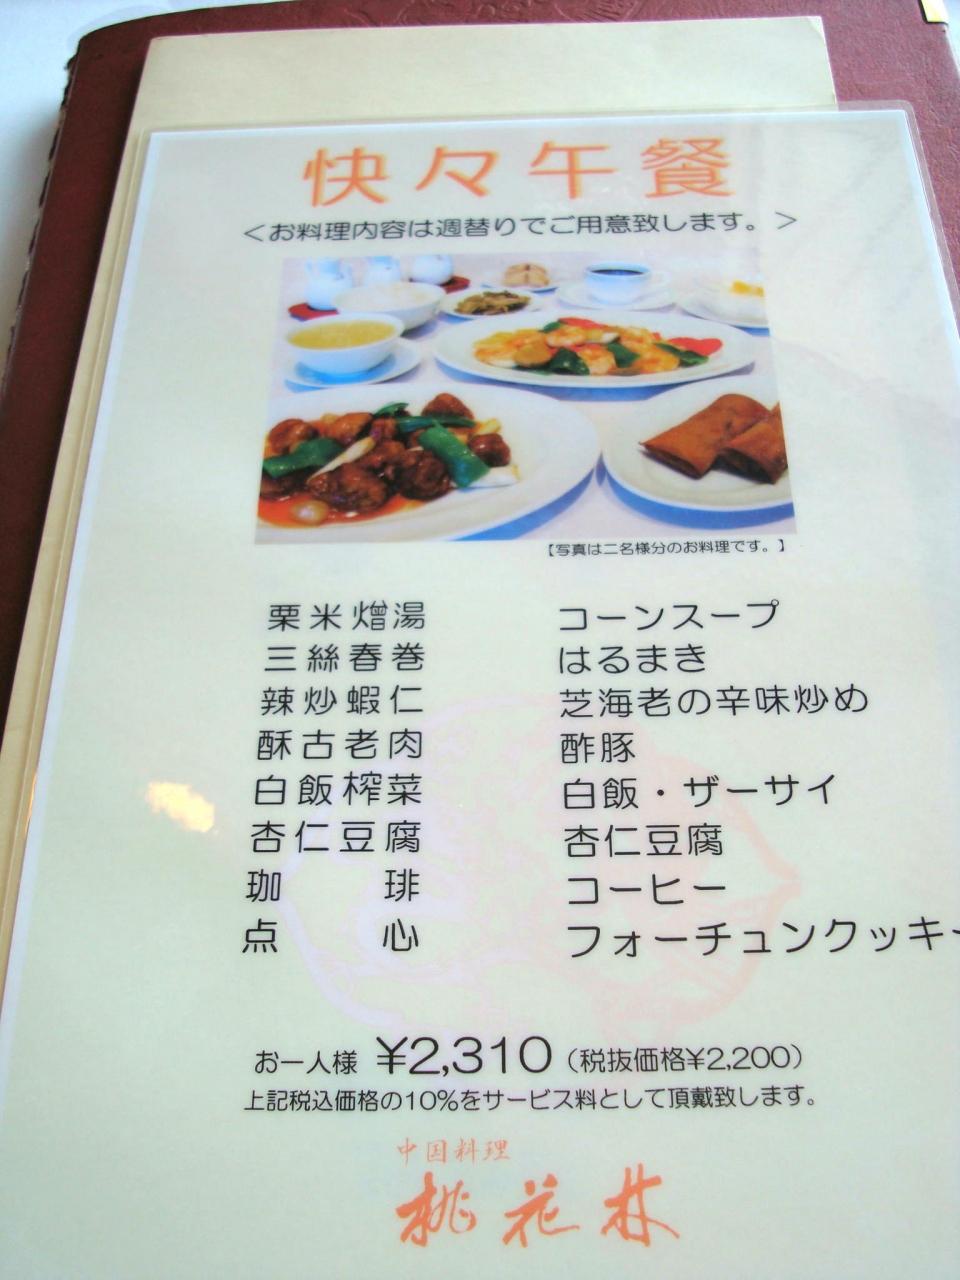 快々午餐
＜お料理内容は週替りでご用意致します。＞
【写真は二名様分のお料理です。】
栗米熷湯 コーンスープ
三絲春巻 はるまき
辣炒蝦仁 芝海老の辛味炒め
酥古老肉 酢豚
白飯榨菜 白飯・ザーサイ
杏仁豆腐 杏仁豆腐
珈琲 コーヒー
点心 フォーチュンクッキー
お一人様 ¥2,310（税抜価格¥2,200）
上記税込価格の10%をサービス料として頂戴致します。
中国料理
桃花林